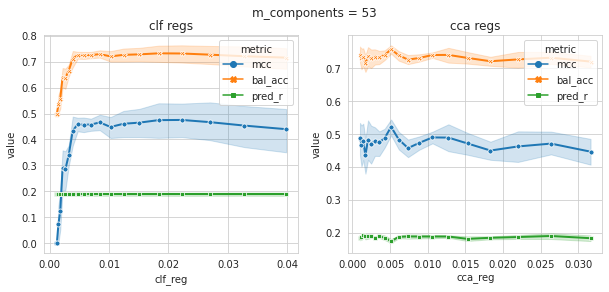 m_components = 53
clf regs
cca regs
value
0.8
0.7
0.6
0.5
0.4
0.3
0.2
0.1
0.0
metric
mcc
bal_acc
pred_r
0.00
0.01
0.02
0.03
0.04
clf_reg
value
0.7
0.6
0.5
0.4
0.3
0.2
metric
mcc
bal_acc
pred_r
0.000
0.005
0.010
0.015
0.020
0.025
0.030
cca_reg